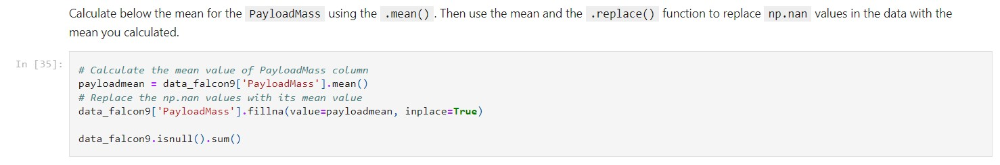 Calculate below the mean for the PayloadMass using the .mean() . Then use the mean and the .replace() function to replace np.nan values in the data with the
mean you calculated.
In [35]:
# Calculate the mean value of PayloadMass column
payloadmean = data_falcon9['PayloadMass'].mean()
# Replace the np.nan values with its mean value
data_falcon9['PayloadMass'].fillna(value=payloadmean, inplace=True)
data_falcon9.isnull().sum()